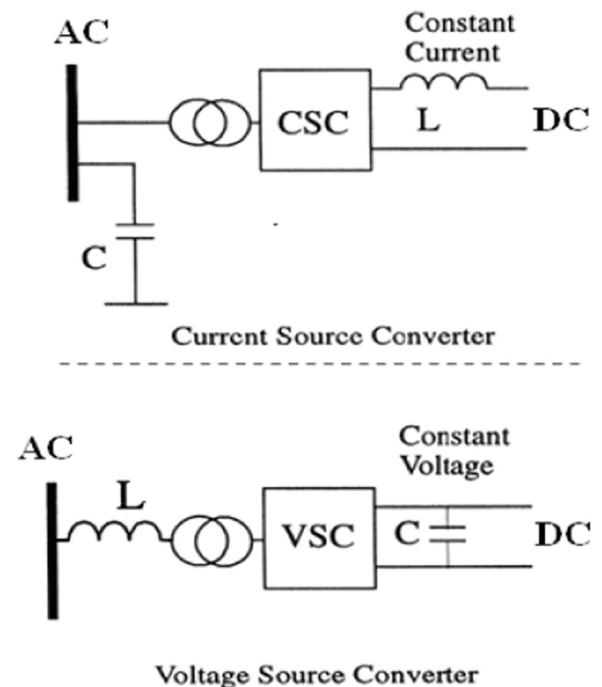 AC
Constant
Current
CSC
L
DC
C
Current Source Converter
AC
Constant
Voltage
L
VSC
C
DC
Voltage Source Converter